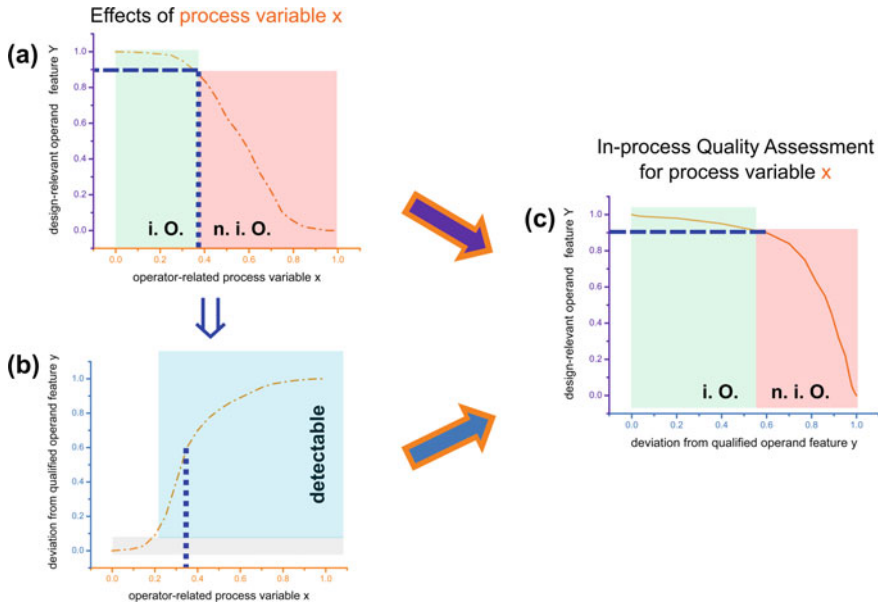 Effects of process variable x
(a)
design-relevant operand feature Y
1.0
0.8
0.6
0.4
0.2
0.0
i. O.
n. i. O.
0.0 0.2 0.4 0.6 0.8 1.0
operator-related process variable x
(b)
deviation from qualified operand feature y
1.0
0.8
0.6
0.4
0.2
0.0
detectable
0.0 0.2 0.4 0.6 0.8 1.0
operator-related process variable x
In-process Quality Assessment
for process variable x
(c)
design-relevant operand feature Y
1.0
0.8
0.6
0.4
0.2
0.0
i. O.
n. i. O.
0.0 0.2 0.4 0.6 0.8 1.0
deviation from qualified operand feature y